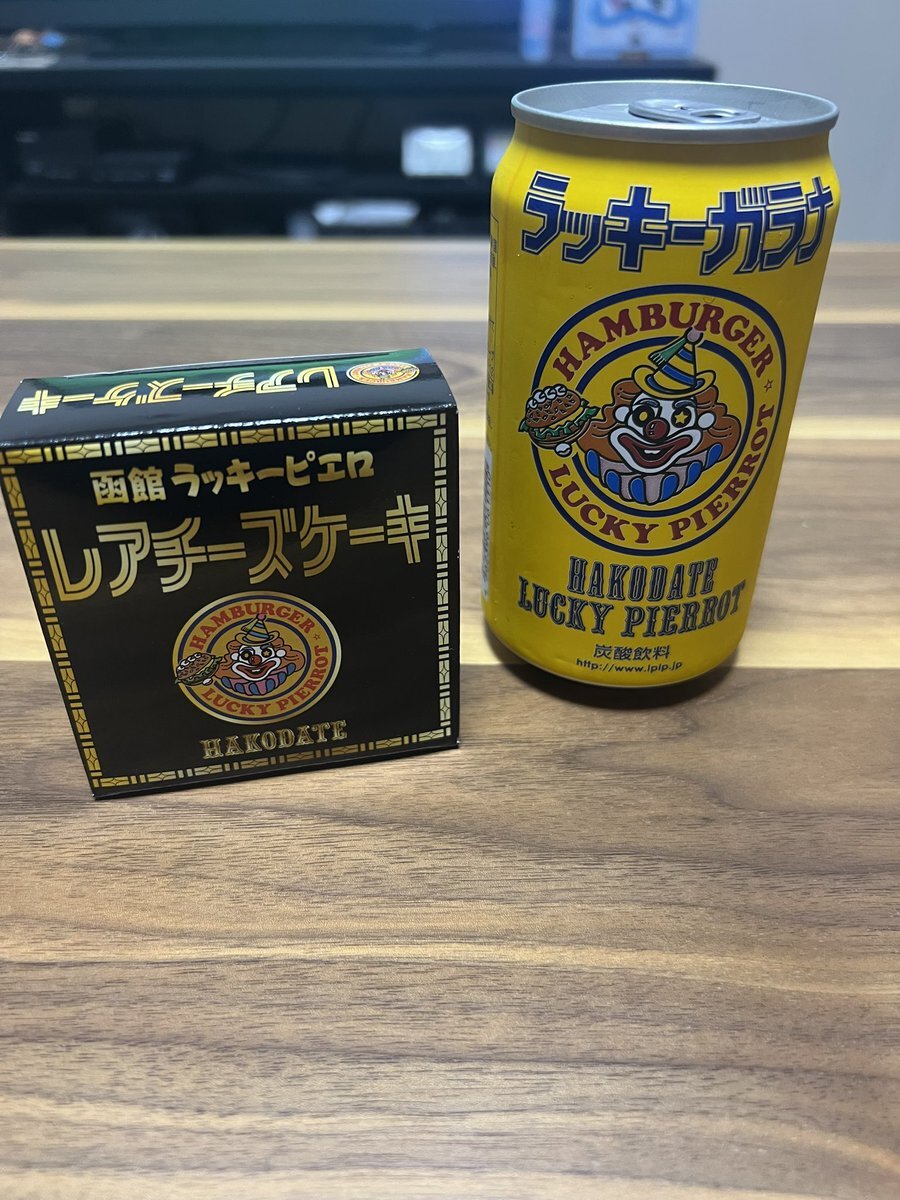 レアチーズケーキ
函館 ラッキーピエロ
レアチーズケーキ
HAMBURGER
LUCKY PIERROT
HAKODATE
ラッキーガラナ
HAMBURGER
LUCKY PIERROT
HAKODATE
LUCKY PIERROT
炭酸飲料
http://www.lpip.jp